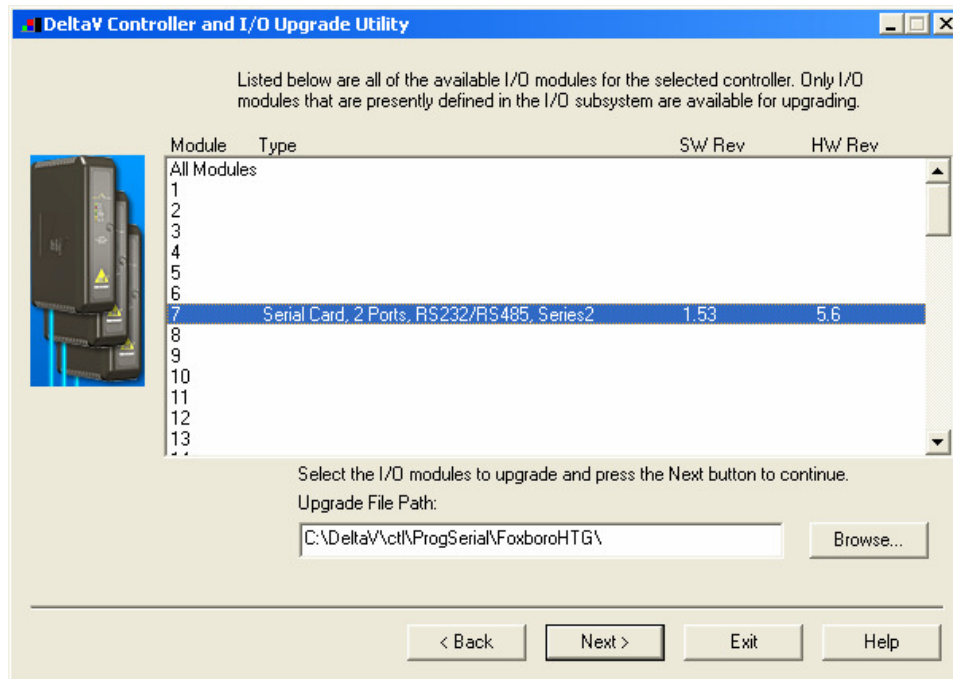 DeltaV Controller and I/O Upgrade Utility
Listed below are all of the available I/O modules for the selected controller. Only I/O
modules that are presently defined in the I/O subsystem are available for upgrading.
Module Type SW Rev HW Rev
All Modules
1
2
3
4
5
6
7 Serial Card, 2 Ports, RS232/RS485, Series2 1.53 5.6
8
9
10
11
12
13
Select the I/O modules to upgrade and press the Next button to continue.
Upgrade File Path:
C:\DeltaV\ctl\ProgSerial\FoxboroHTG\
Browse...
< Back Next > Exit Help